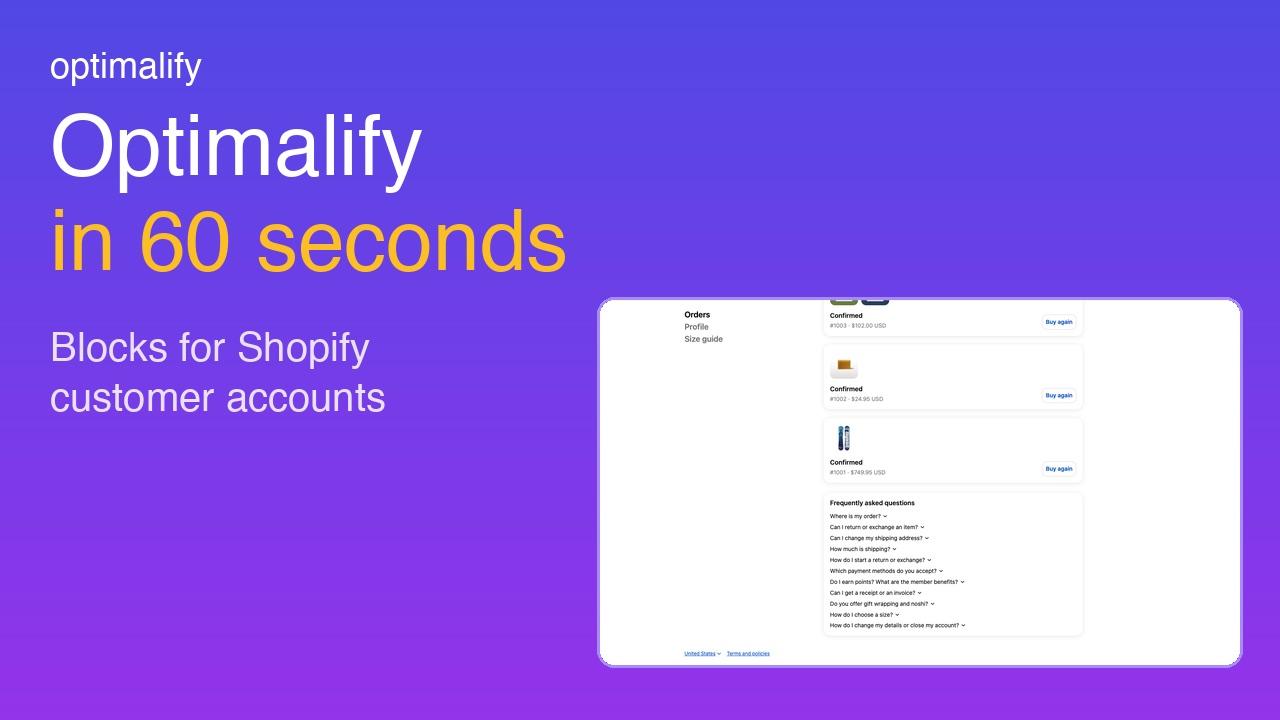 optimalify
Optimalify
in 60 seconds
Blocks for Shopify
customer accounts
Orders
Profile
Size guide
Confirmed
#1003 · $102.00 USD
Buy again
Confirmed
#1002 · $24.95 USD
Buy again
Confirmed
#1001 · $749.95 USD
Buy again
Frequently asked questions
Where is my order?
Can I return or exchange an item?
Can I change my shipping address?
How much is shipping?
How do I start a return or exchange?
Which payment methods do you accept?
Do I earn points? What are the member benefits?
Can I get a receipt or an invoice?
Do you offer gift wrapping and noshi?
How do I choose a size?
How do I change my details or close my account?
United States
Terms and policies